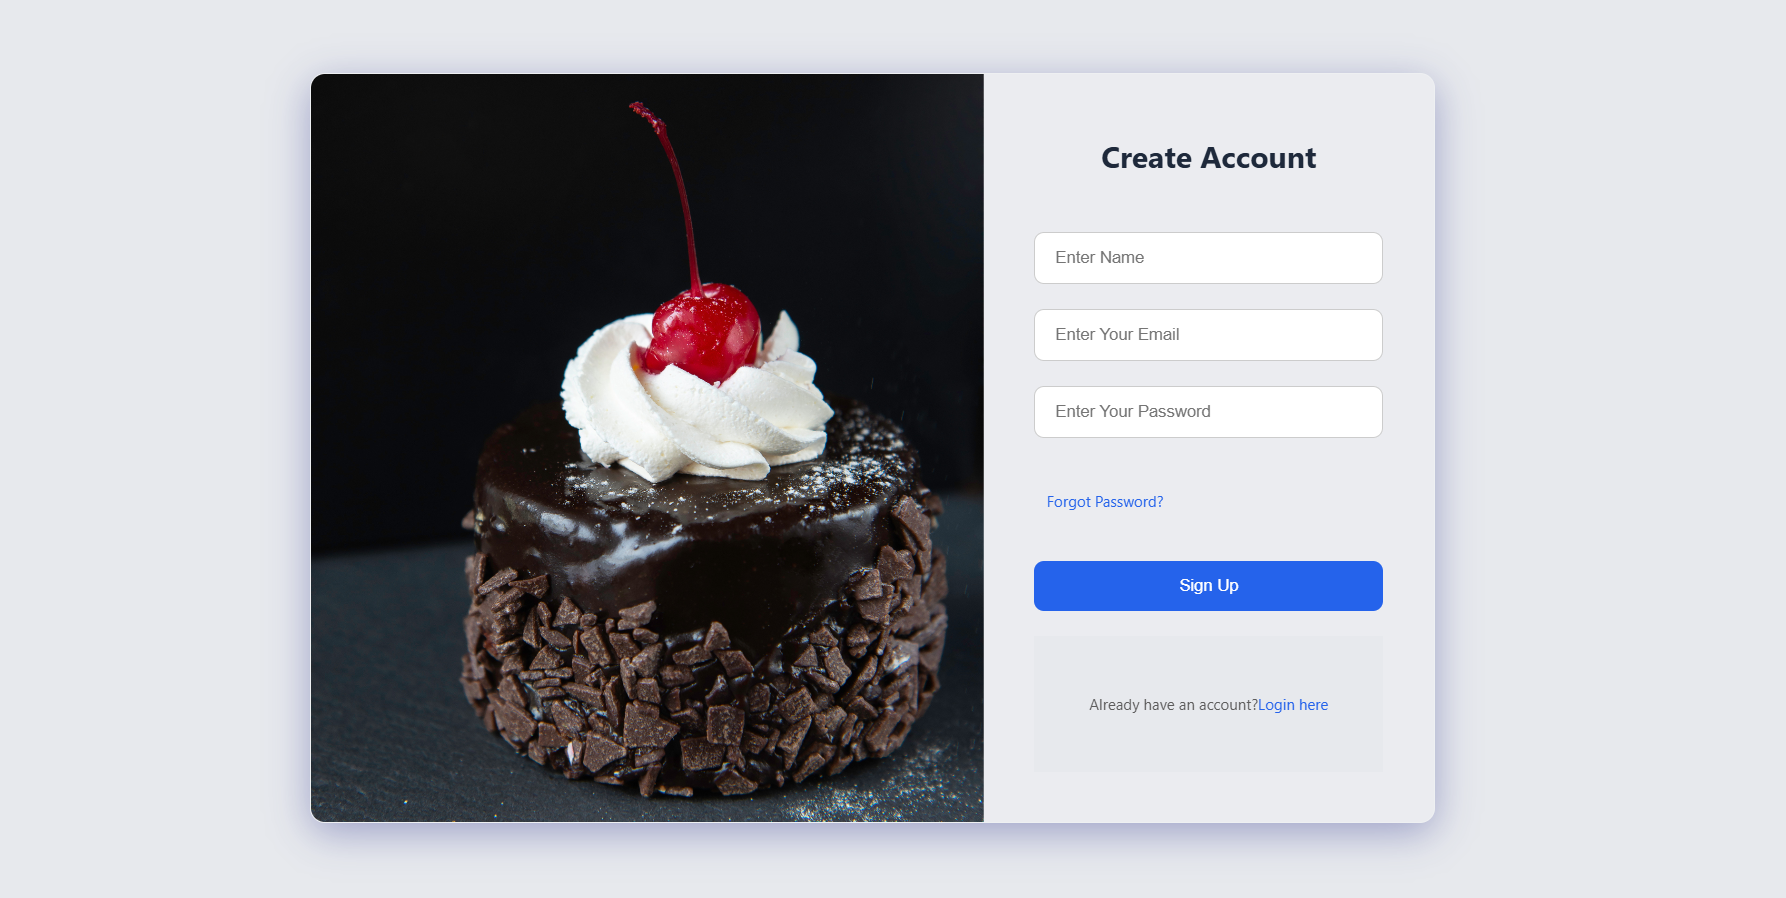 Create Account
Enter Name
Enter Your Email
Enter Your Password
Forgot Password?
Sign Up
Already have an account?Login here